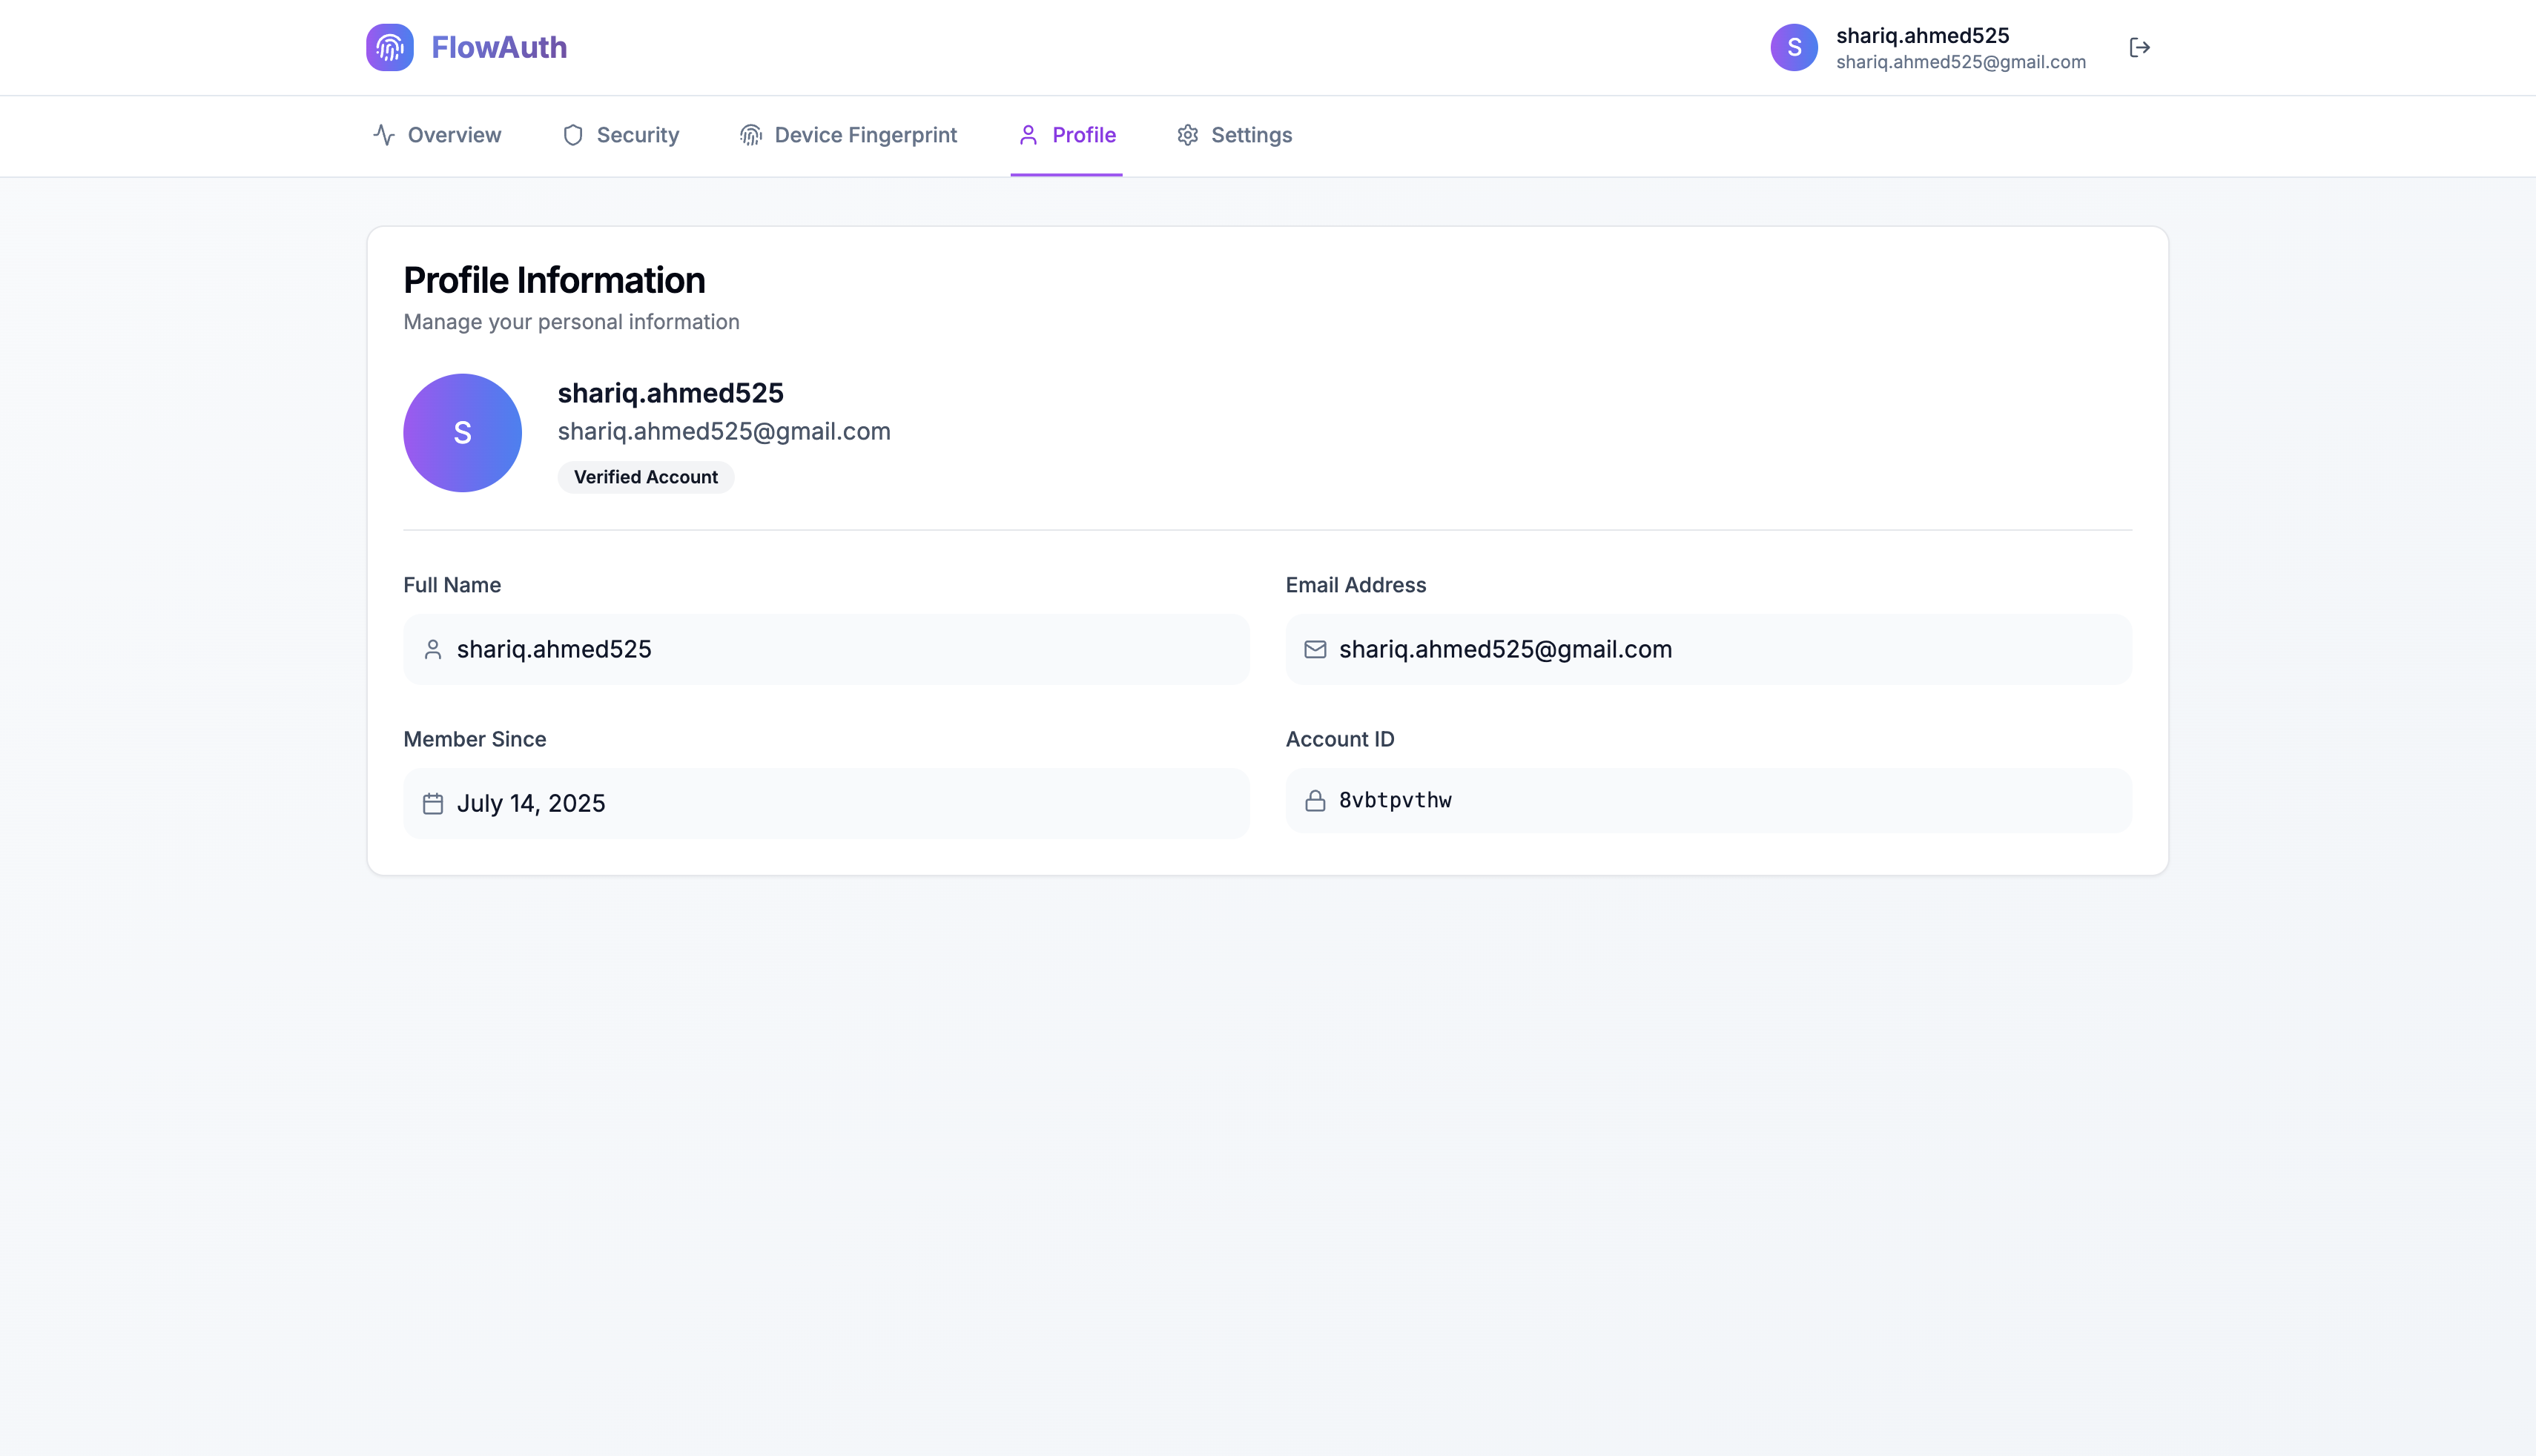 FlowAuth
S
shariq.ahmed525
shariq.ahmed525@gmail.com
Overview
Security
Device Fingerprint
Profile
Settings
Profile Information
Manage your personal information
S
shariq.ahmed525
shariq.ahmed525@gmail.com
Verified Account
Full Name
shariq.ahmed525
Email Address
shariq.ahmed525@gmail.com
Member Since
July 14, 2025
Account ID
8vbtpvthw